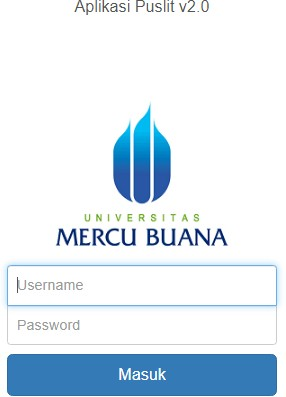 Aplikasi Puslit v2.0
UNIVERSITAS
MERCU BUANA
Username
Password
Masuk